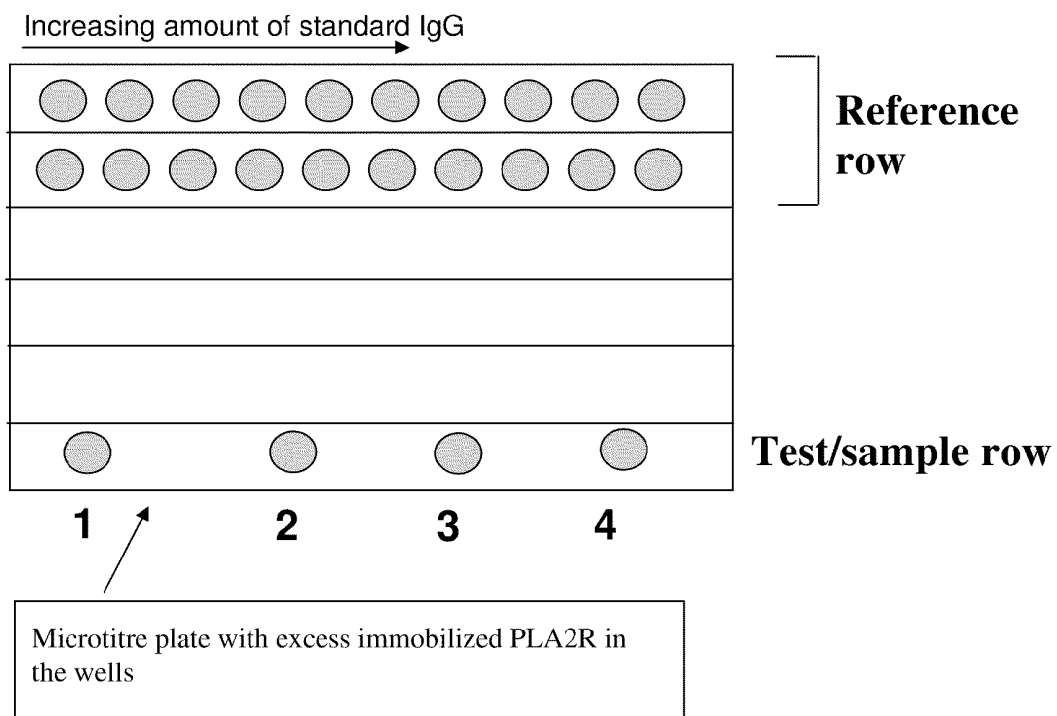 Increasing amount of standard IgG
Reference
row
Test/sample row
1 2 3 4
Microtitre plate with excess immobilized PLA2R in
the wells